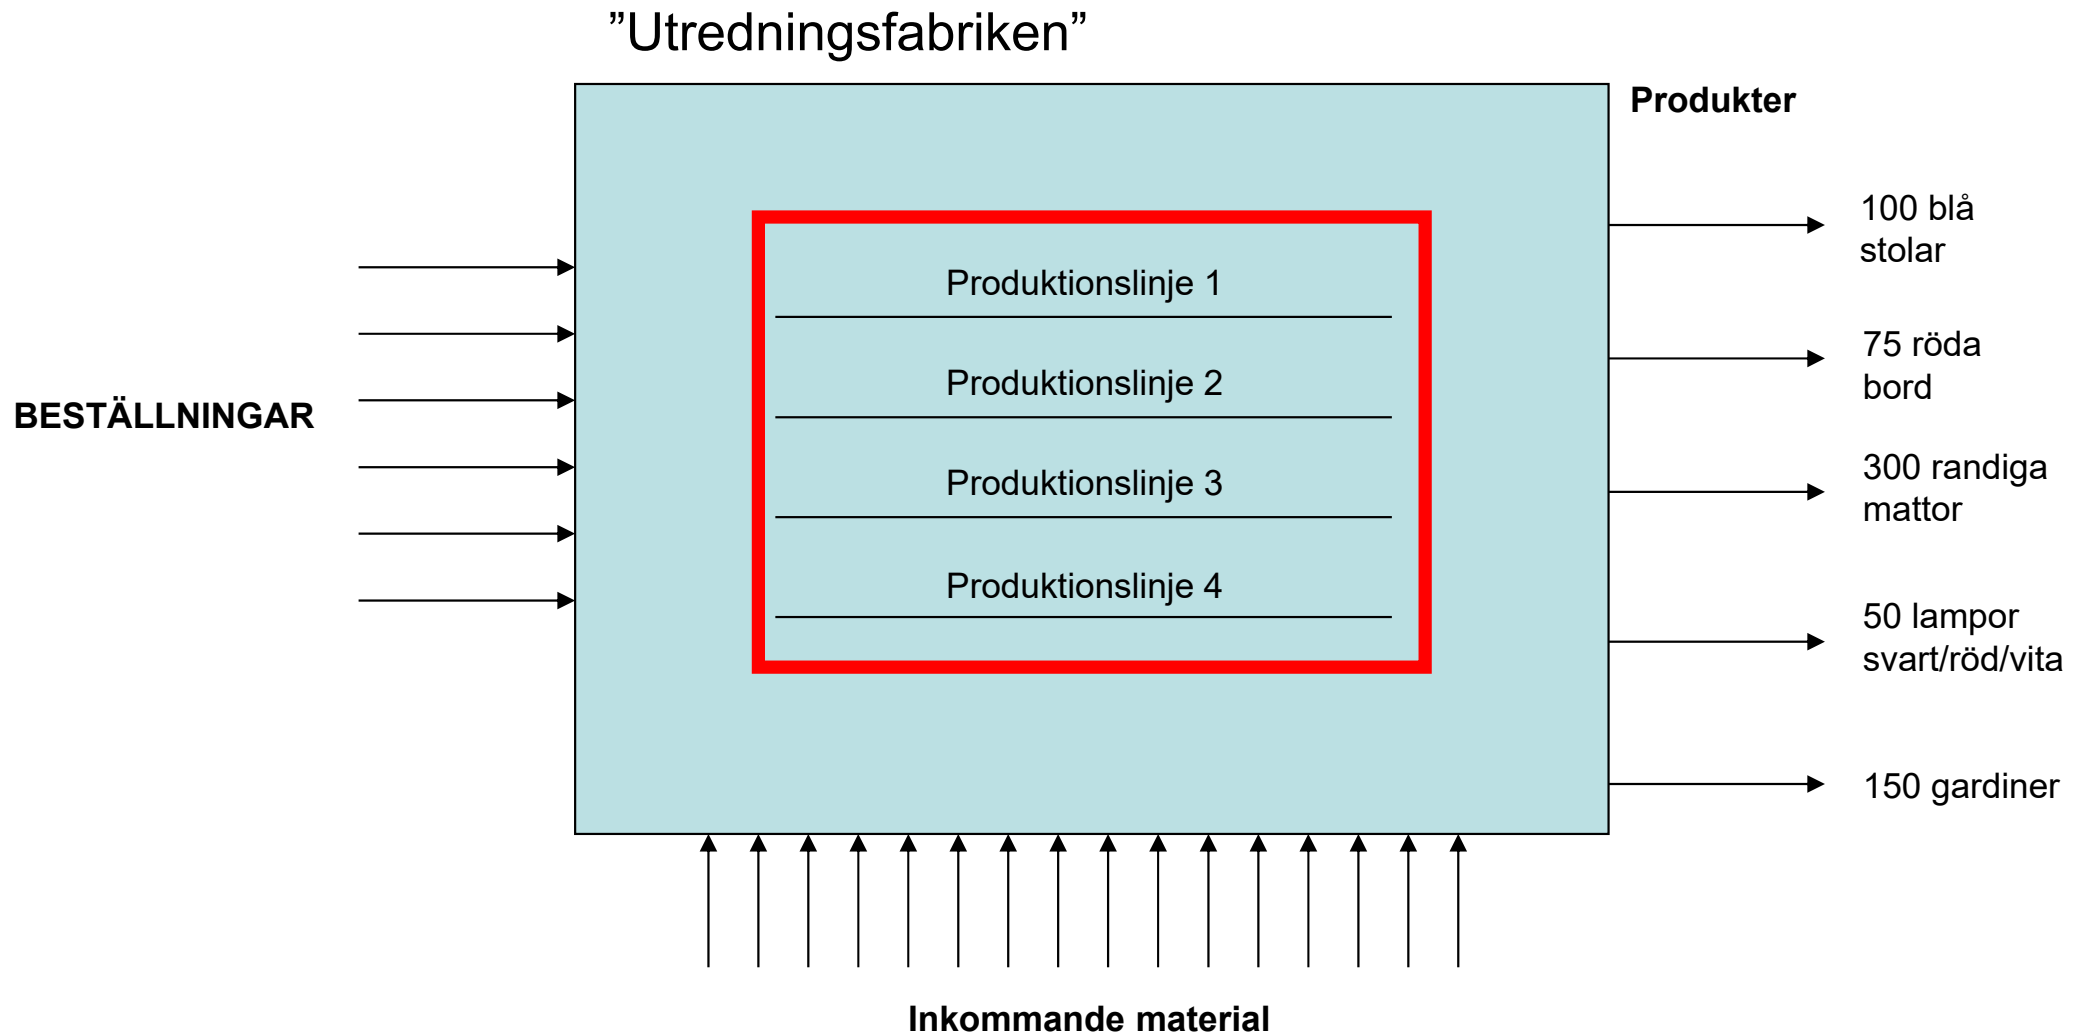 ”Utredningsfabriken”
Produkter
BESTÄLLNINGAR
Produktionslinje 1
Produktionslinje 2
Produktionslinje 3
Produktionslinje 4
100 blå
stolar
75 röda
bord
300 randiga
mattor
50 lampor
svart/röd/vita
150 gardiner
Inkommande material